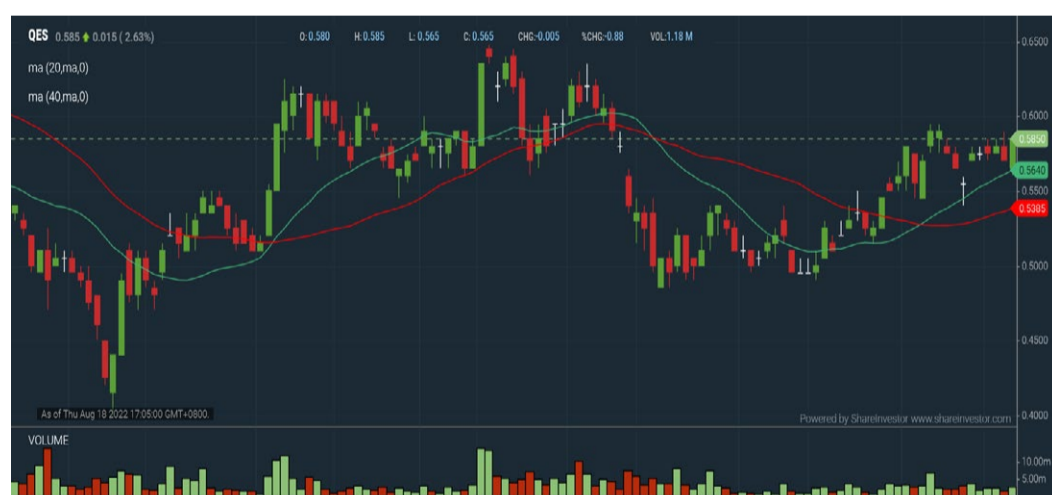 QES 0.585 0.015 ( 2.63%) O: 0.580 H: 0.585 L: 0.565 C: 0.565 CHG:-0.005 %CHG:-0.88 VOL:1.18 M
ma (20,ma,0)
ma (40,ma,0)
0.6500
0.6000
0.5850
0.5640
0.5500
0.5385
0.5000
0.4500
0.4000
As of Thu Aug 18 2022 17:05:00 GMT+0800.
Powered by ShareInvestor www.shareinvestor.com
VOLUME
10.00m
5.00m